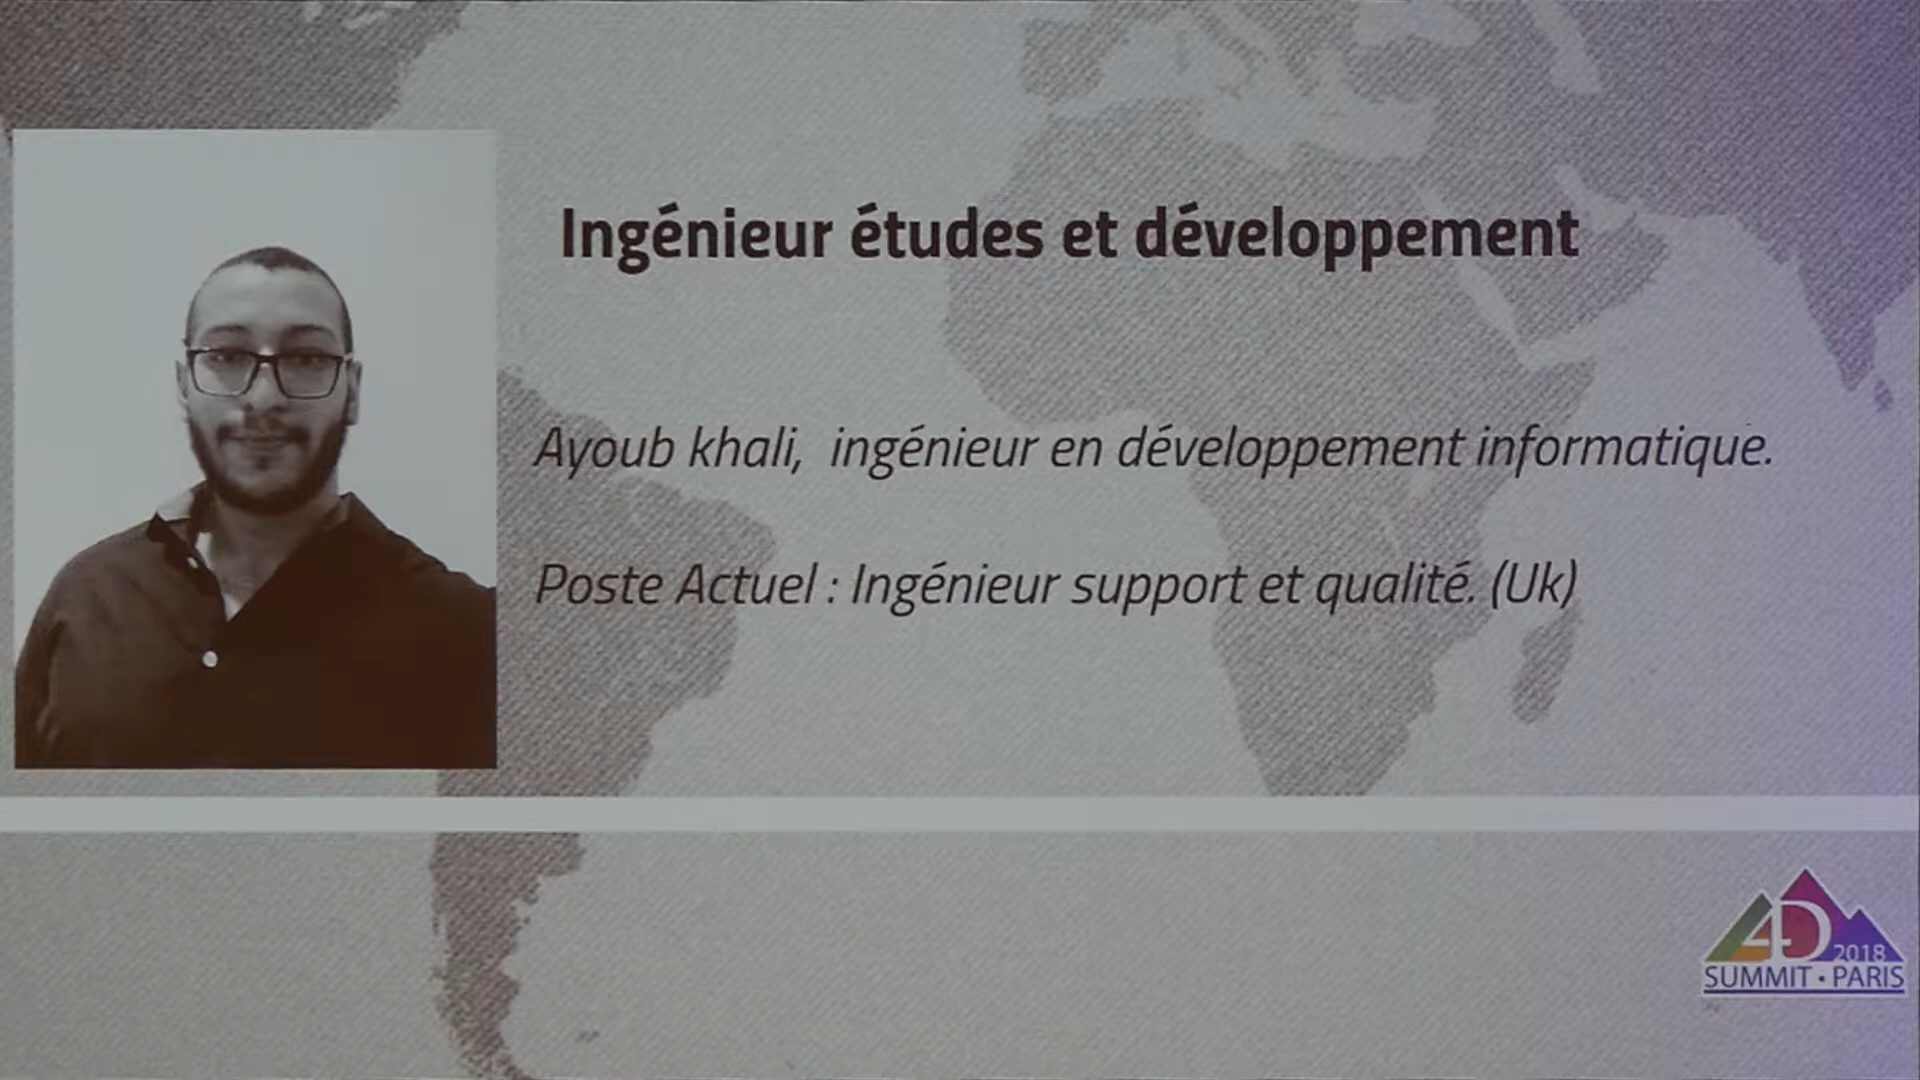 Ingénieur études et développement
Ayoub khali, ingénieur en développement informatique.
Poste Actuel : Ingénieur support et qualité. (Uk)
4D
2018
SUMMIT • PARIS